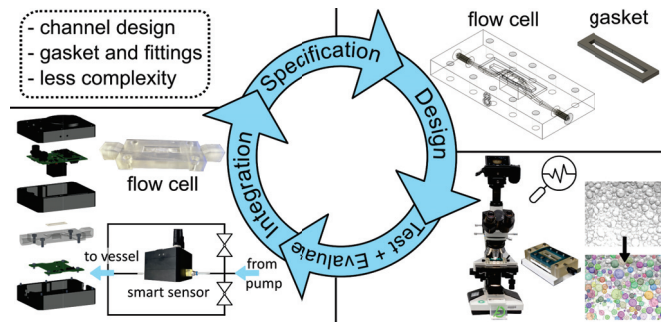 - channel design
- gasket and fittings
- less complexity
Specification
flow cell
gasket
Design
Integration
flow cell
to vessel
smart sensor
from
pump
Test + Evaluate